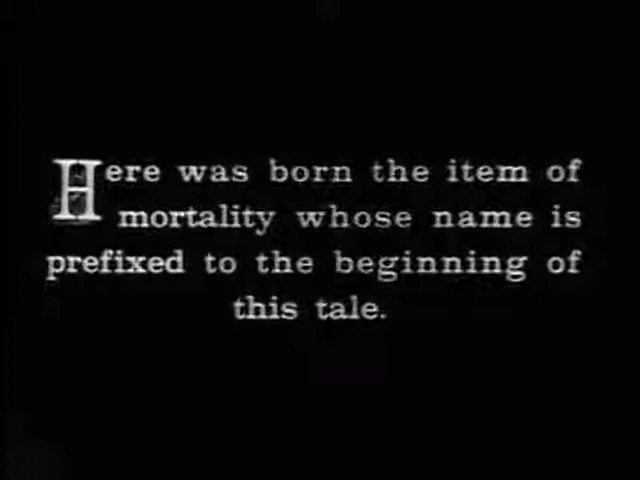 Here was born the item of
mortality whose name is
prefixed to the beginning of
this tale.